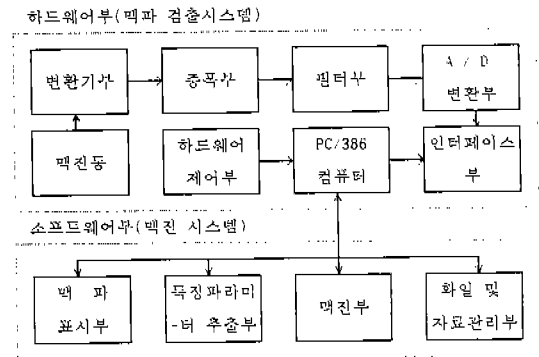 하드웨어부(맥파 검출시스템)
변환기부
증폭부
필터부
A / D
변환부
맥진동
하드웨어
제어부
PC/386
컴퓨터
인터페이스
부
소프트웨어부(맥진 시스템)
맥 파
표시부
특징파라미
-터 추출부
맥진부
화일 및
자료관리부